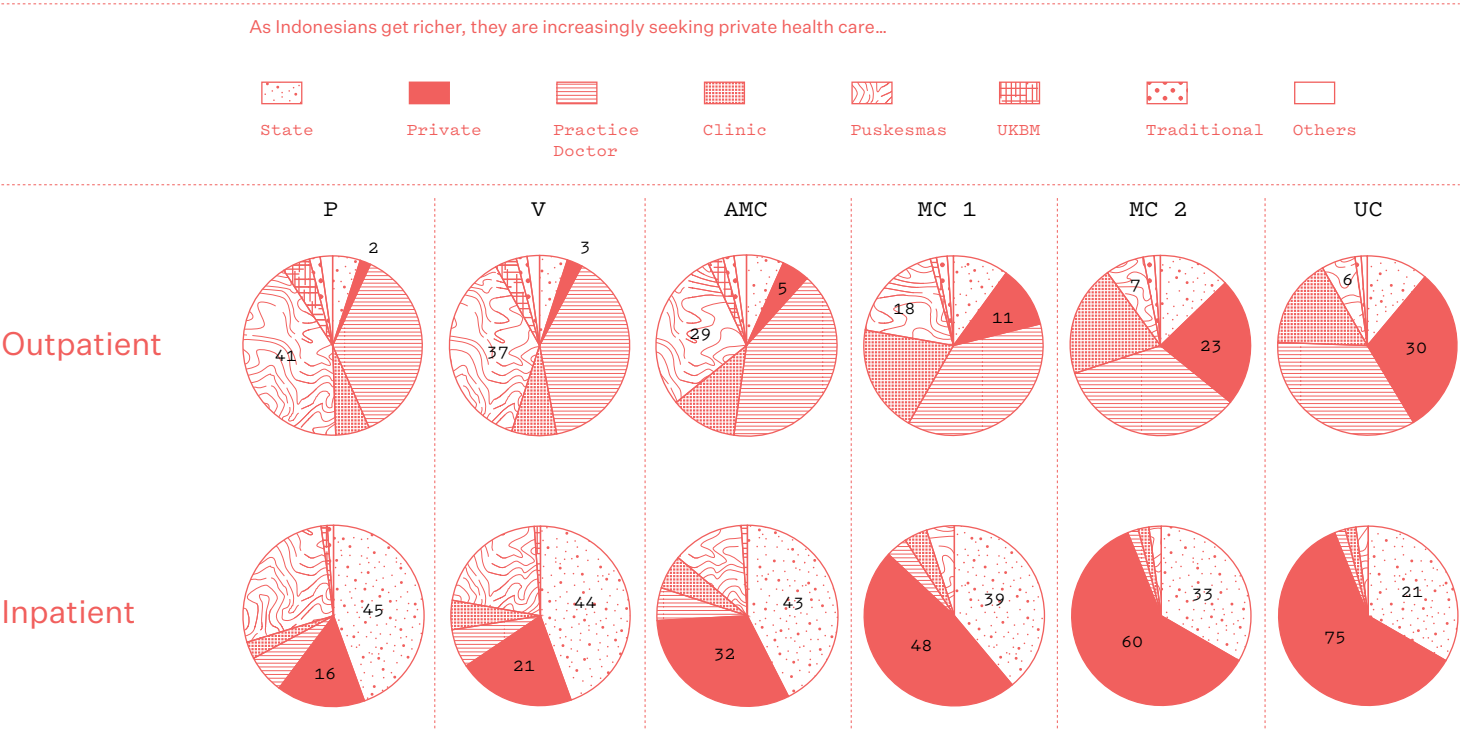 As Indonesians get richer, they are increasingly seeking private health care...
State Private Practice Doctor Clinic Puskesmas UKBM Traditional Others
P V AMC MC 1 MC 2 UC
2 3
5
41 37 29 18 11 7 23 6 30
Outpatient
45 44 43 39 33 21
16 21 32 48 60 75
Inpatient